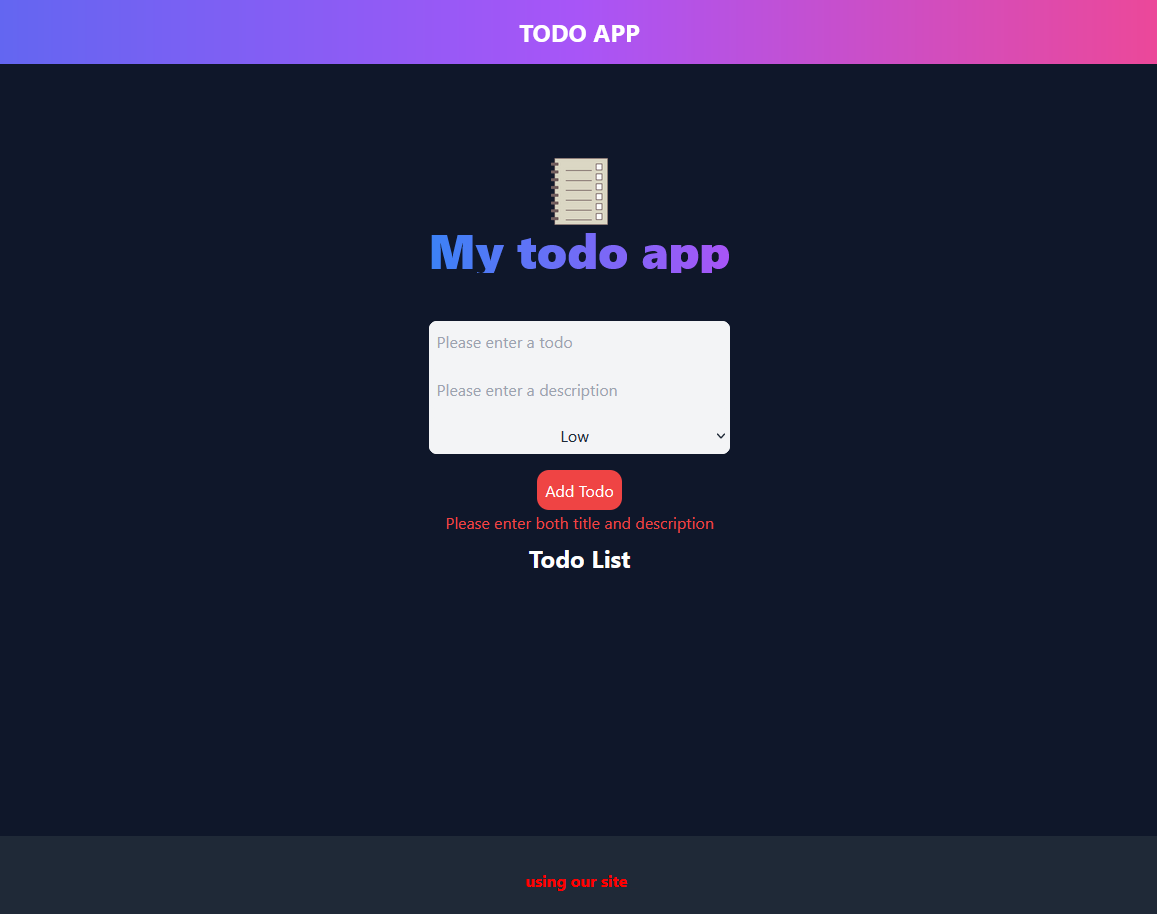 TODO APP
My todo app
Please enter a todo
Please enter a description
Low
Add Todo
Please enter both title and description
Todo List
using our site